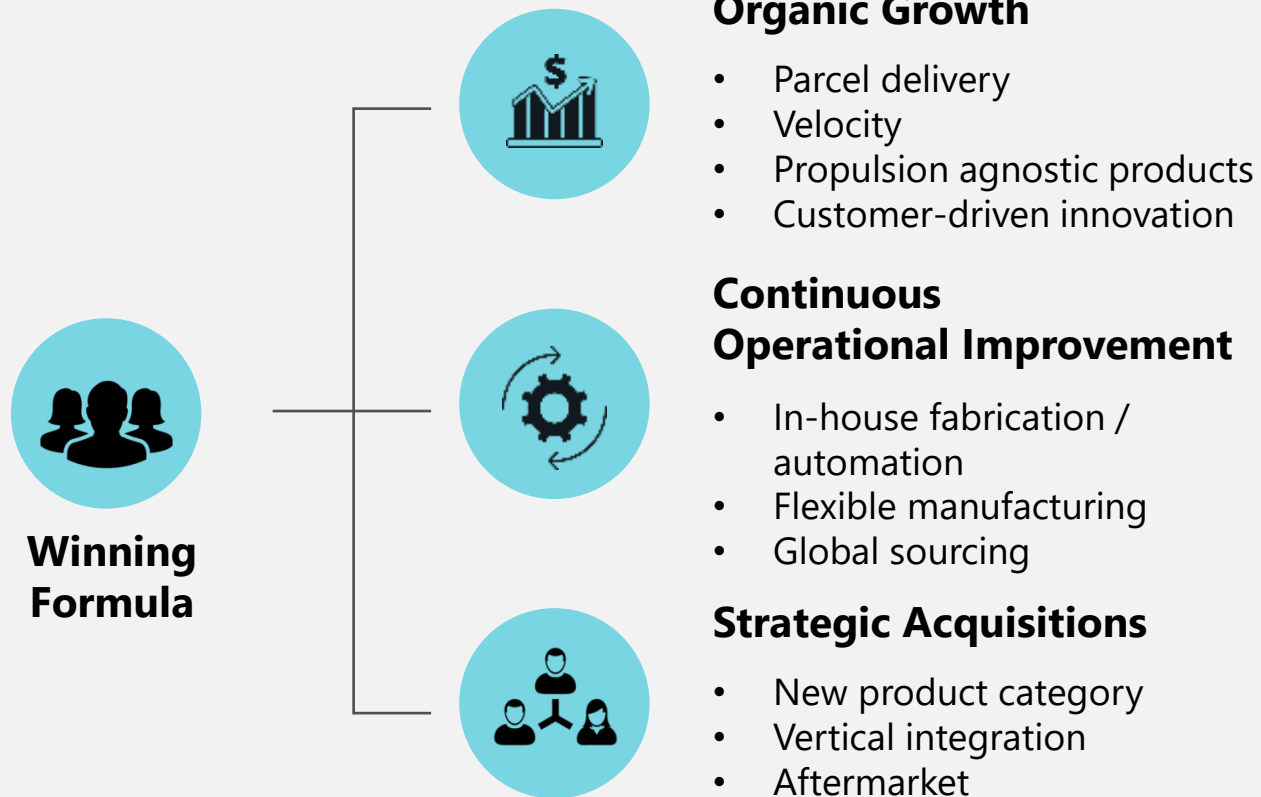 Organic Growth
• Parcel delivery
• Velocity
• Propulsion agnostic products
• Customer-driven innovation
Continuous
Operational Improvement
• In-house fabrication /
automation
• Flexible manufacturing
• Global sourcing
Winning
Formula
Strategic Acquisitions
• New product category
• Vertical integration
• Aftermarket
$